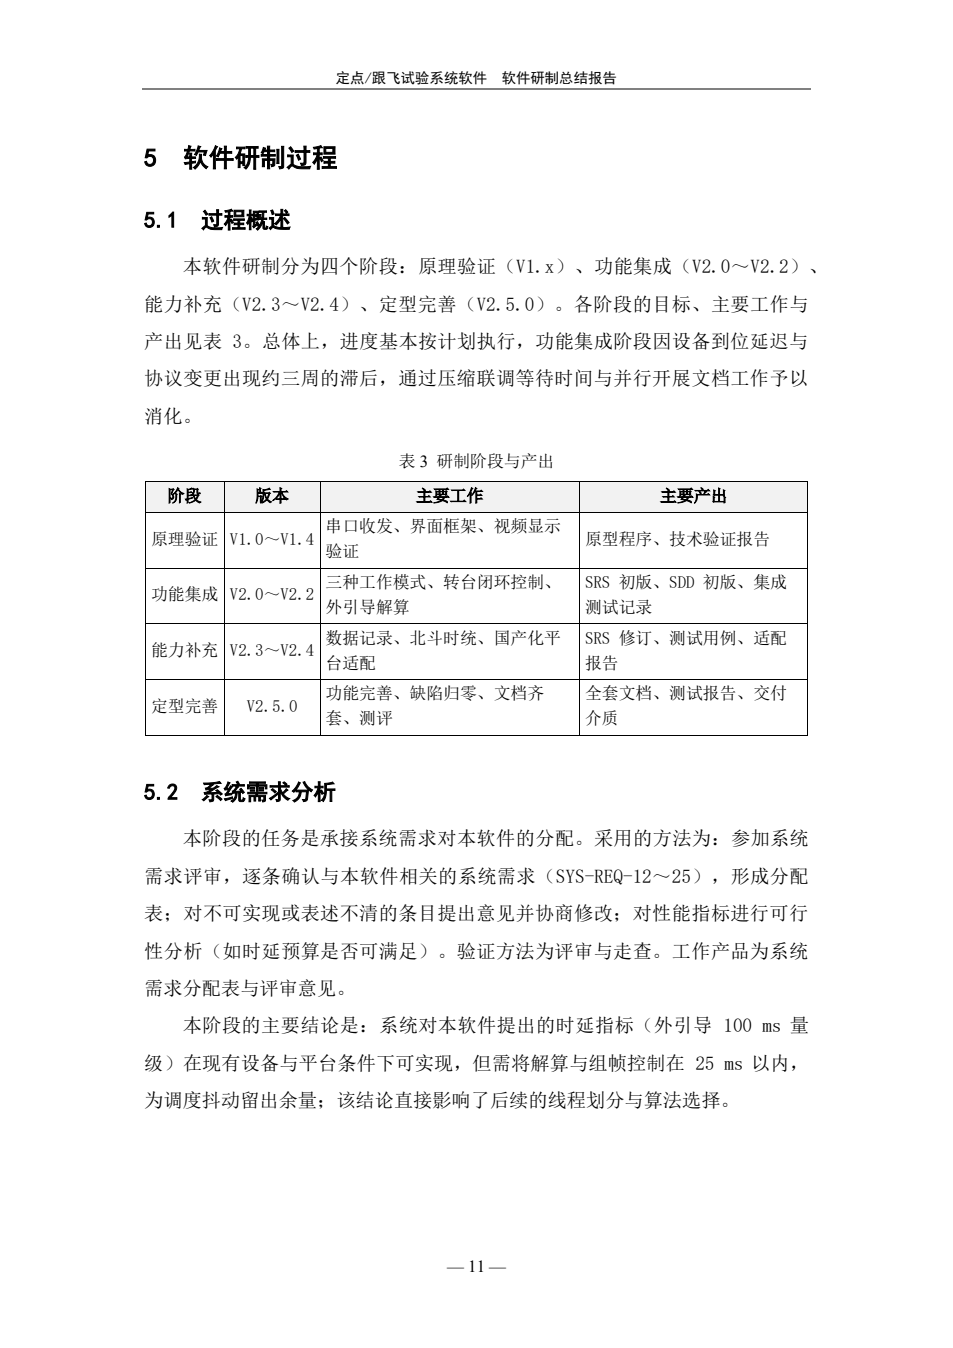 定点/跟飞试验系统软件　软件研制总结报告
5　软件研制过程
5.1　过程概述
本软件研制分为四个阶段：原理验证（V1.x）、功能集成（V2.0～V2.2）、
能力补充（V2.3～V2.4）、定型完善（V2.5.0）。各阶段的目标、主要工作与
产出见表 3。总体上，进度基本按计划执行，功能集成阶段因设备到位延迟与
协议变更出现约三周的滞后，通过压缩联调等待时间与并行开展文档工作予以
消化。
表 3 研制阶段与产出
阶段 版本 主要工作 主要产出
原理验证 V1.0～V1.4 串口收发、界面框架、视频显示
验证
原型程序、技术验证报告
功能集成 V2.0～V2.2 三种工作模式、转台闭环控制、
外引导解算
SRS 初版、SDD 初版、集成
测试记录
能力补充 V2.3～V2.4 数据记录、北斗时统、国产化平
台适配
SRS 修订、测试用例、适配
报告
定型完善 V2.5.0 功能完善、缺陷归零、文档齐
套、测评
全套文档、测试报告、交付
介质
5.2　系统需求分析
本阶段的任务是承接系统需求对本软件的分配。采用的方法为：参加系统
需求评审，逐条确认与本软件相关的系统需求（SYS-REQ-12～25），形成分配
表；对不可实现或表述不清的条目提出意见并协商修改；对性能指标进行可行
性分析（如时延预算是否可满足）。验证方法为评审与走查。工作产品为系统
需求分配表与评审意见。
本阶段的主要结论是：系统对本软件提出的时延指标（外引导 100 ms 量
级）在现有设备与平台条件下可实现，但需将解算与组帧控制在 25 ms 以内，
为调度抖动留出余量；该结论直接影响了后续的线程划分与算法选择。
— 11 —